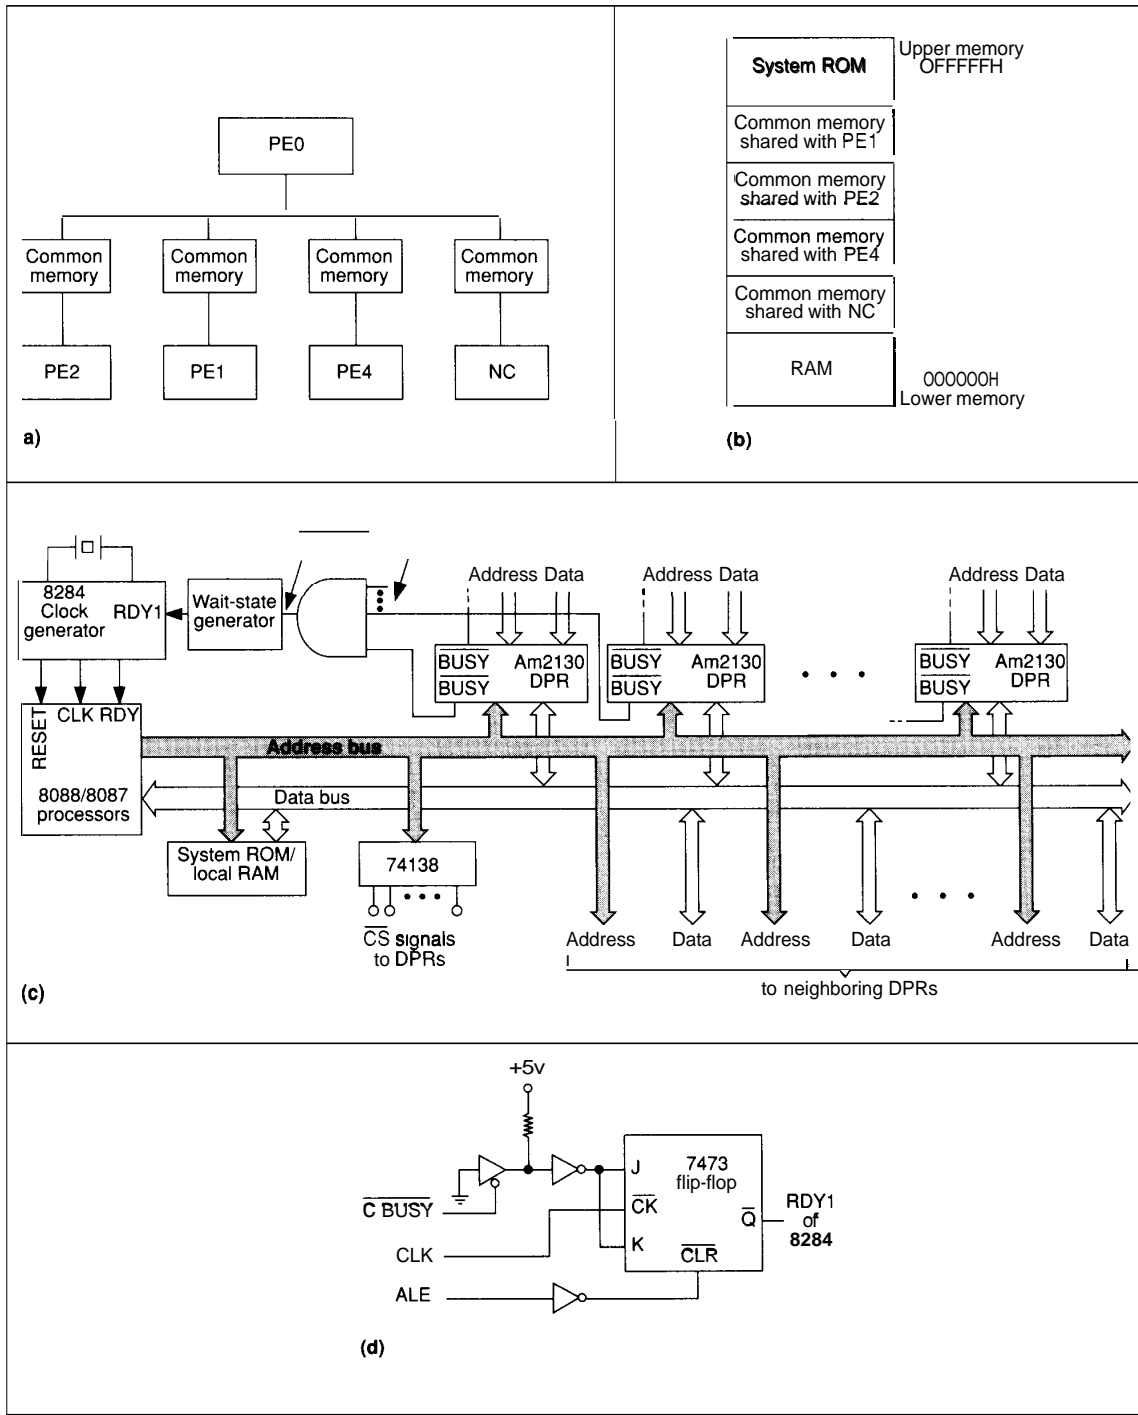 PE0
Common memory
Common memory
Common memory
Common memory
PE2
PE1
PE4
NC
a)
Upper memory
OFFFFFH
System ROM
Common memory shared with PE1
Common memory shared with PE2
Common memory shared with PE4
Common memory shared with NC
RAM
000000H
Lower memory
(b)
8284 Clock generator
RDY1
Wait-state generator
Address Data
Address Data
Address Data
BUSY
BUSY
Am2130 DPR
BUSY
BUSY
Am2130 DPR
BUSY
BUSY
Am2130 DPR
RESET
CLK RDY
8088/8087 processors
Address bus
Data bus
System ROM/ local RAM
74138
CS signals to DPRs
Address
Data
Address
Data
Address
Data
to neighboring DPRs
(c)
+5v
C BUSY
CLK
ALE
J
CK
K
7473 flip-flop
Q
CLR
RDY1 of 8284
(d)